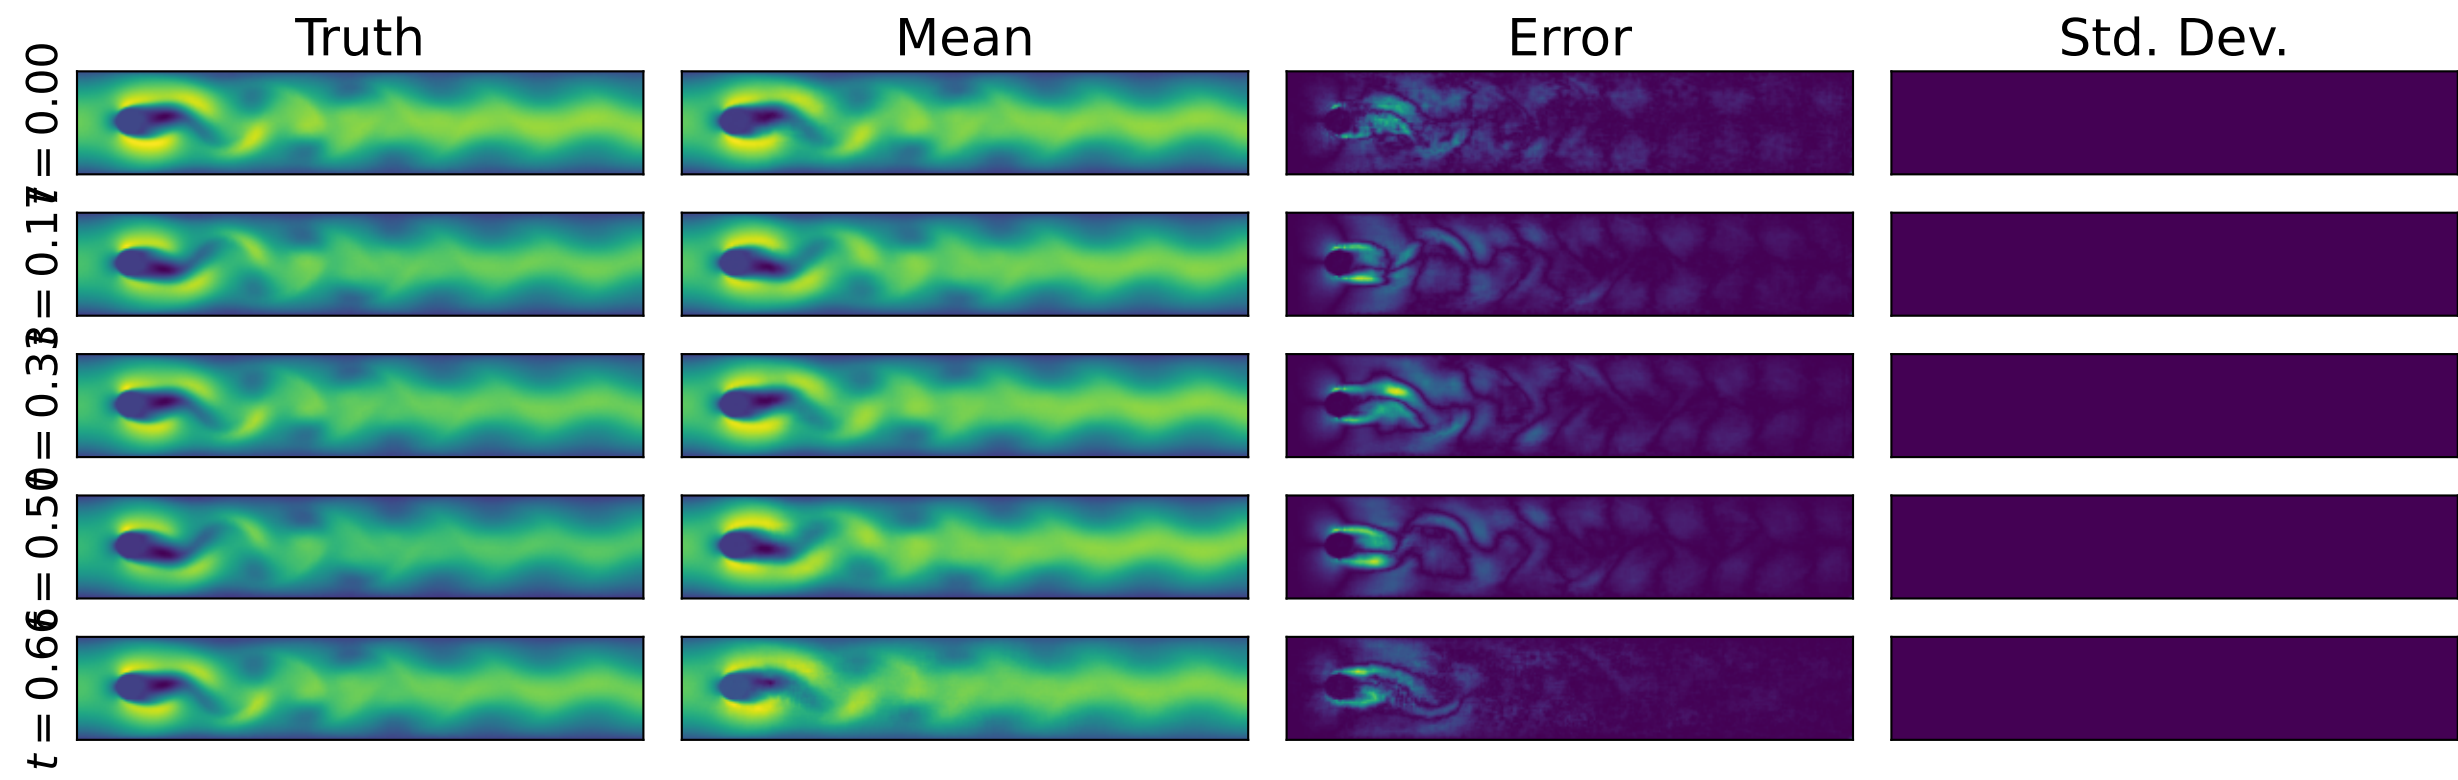 Truth Mean Error Std. Dev.
t = 0.00
t = 0.17
t = 0.33
t = 0.50
t = 0.66